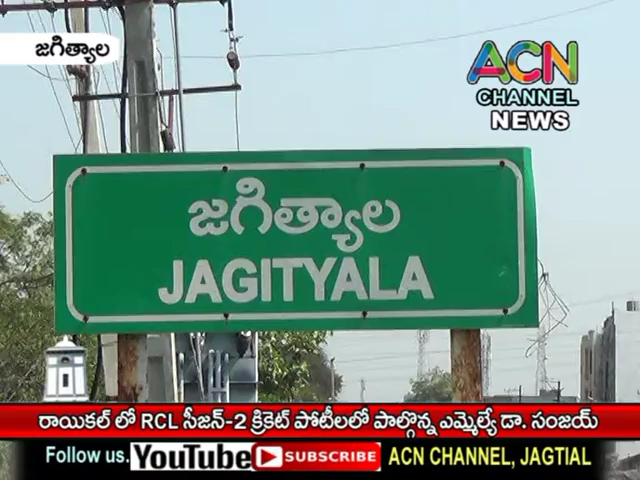 జగిత్యాల
ACN
CHANNEL
NEWS
జగిత్యాల
JAGITYALA
రాయికల్ లో RCL సీజన్-2 క్రికెట్ పోటీలలో పాల్గొన్న ఎమ్మెల్యే డా. సంజయ్
Follow us. YouTube SUBSCRIBE ACN CHANNEL, JAGTIAL